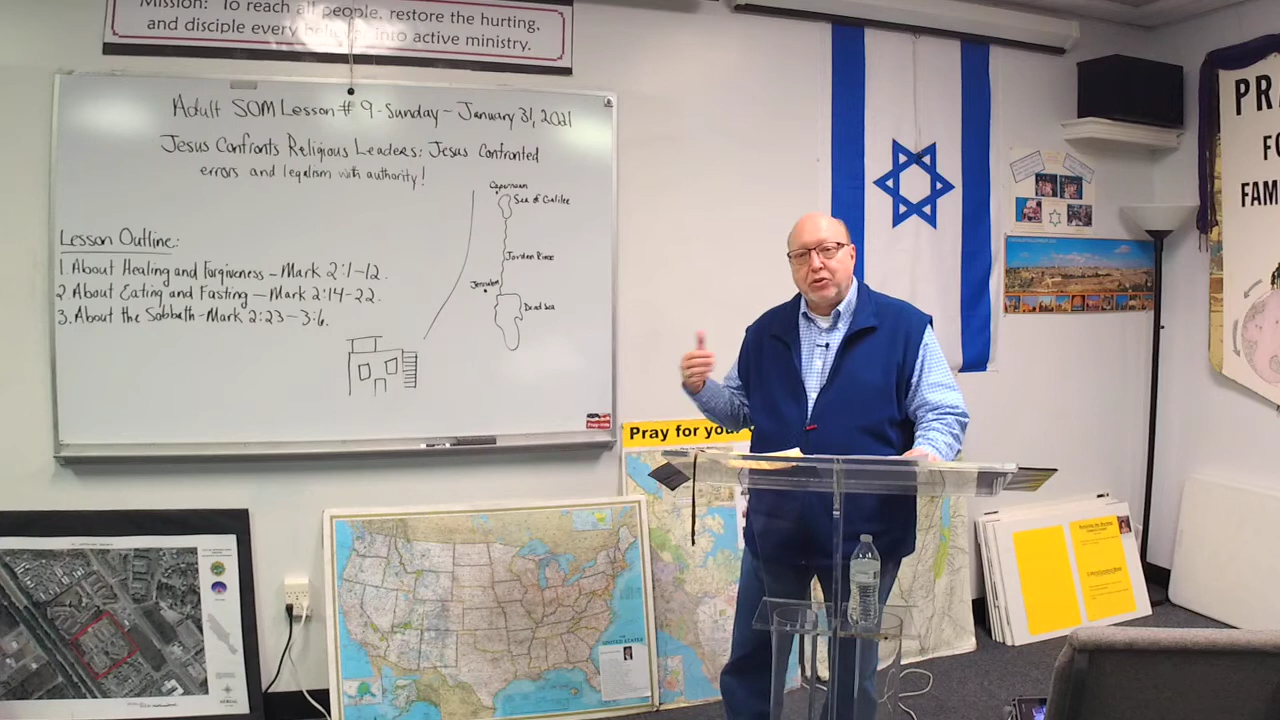 Mission: To reach all people, restore the hurting,
and disciple every believer into active ministry.
Adult SOM Lesson # 9 - Sunday - January 31, 2021
Jesus Confronts Religious Leaders: Jesus Confronted
errors and legalism with authority!
Capernaum
Sea of Galilee
Lesson Outline:
1. About Healing and Forgiveness - Mark 2:1-12.
2. About Eating and Fasting - Mark 2:14-22.
3. About the Sabbath - Mark 2:23-3:6.
Jordan River
Jerusalem
Dead Sea
Pray for your
UNITED STATES
PR
FO
FAM